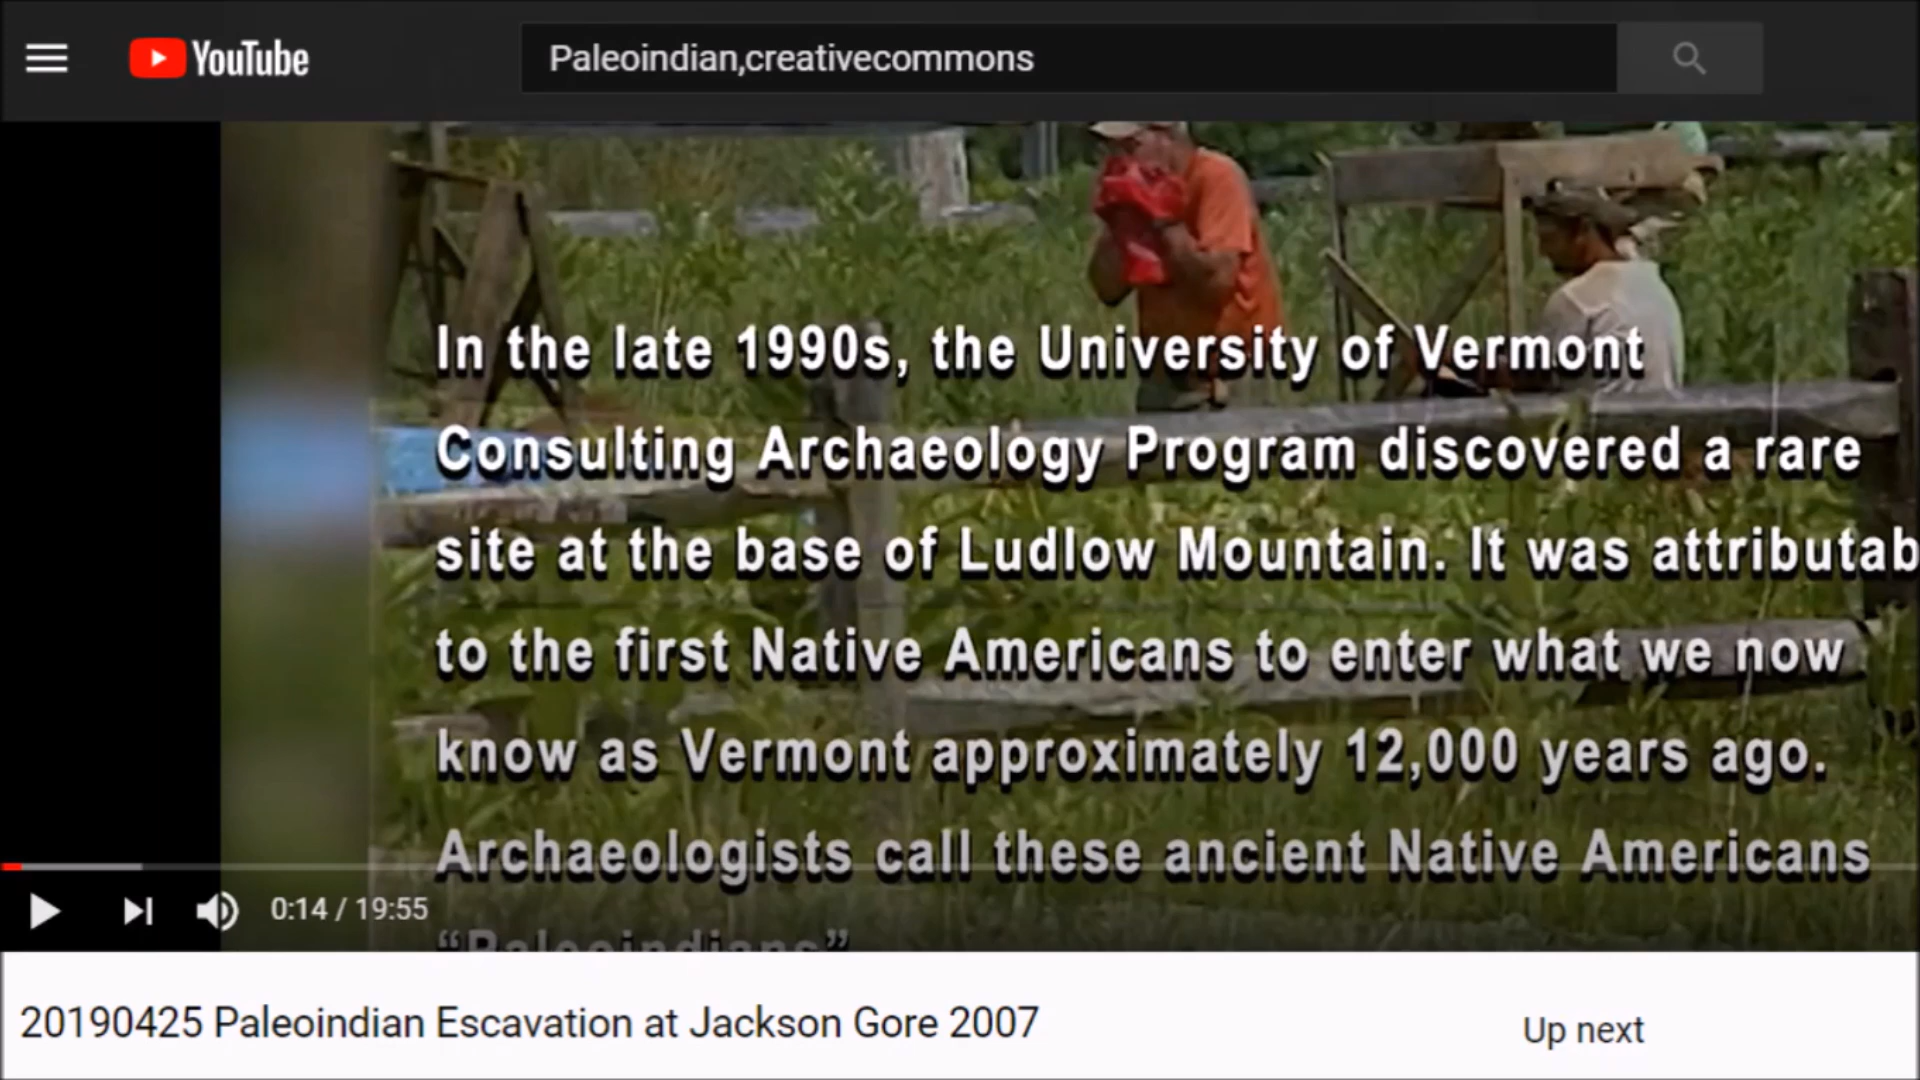 YouTube
Paleoindian,creativecommons
In the late 1990s, the University of Vermont
Consulting Archaeology Program discovered a rare
site at the base of Ludlow Mountain. It was attributab
to the first Native Americans to enter what we now
know as Vermont approximately 12,000 years ago.
Archaeologists call these ancient Native Americans
“Paleoindians”
0:14 / 19:55
20190425 Paleoindian Escavation at Jackson Gore 2007
Up next